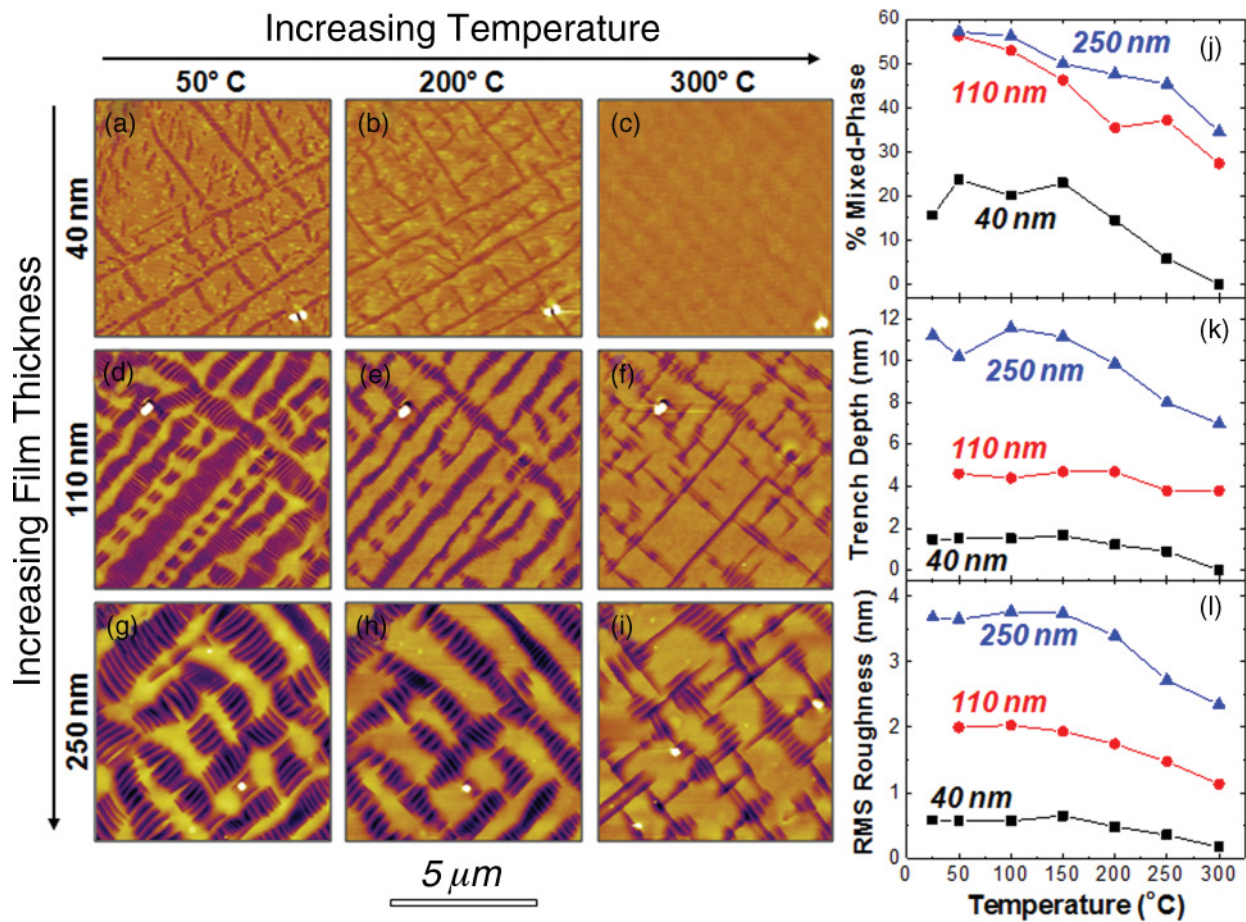 Increasing Temperature
50° C 200° C 300° C
Increasing Film Thickness
40 nm
(a) (b) (c)
110 nm
(d) (e) (f)
250 nm
(g) (h) (i)
5 μm
(j)
% Mixed-Phase
60
50
40
30
20
10
0
250 nm
110 nm
40 nm
(k)
Trench Depth (nm)
12
10
8
6
4
2
0
250 nm
110 nm
40 nm
(l)
RMS Roughness (nm)
4
3
2
1
0
250 nm
110 nm
40 nm
0 50 100 150 200 250 300
Temperature (°C)